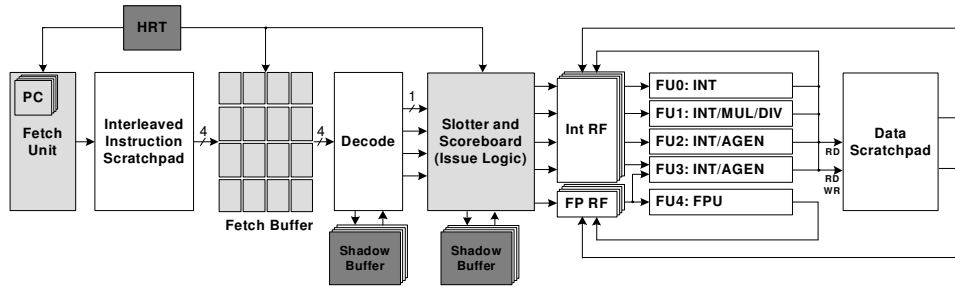 HRT
PC
Fetch
Unit
Interleaved
Instruction
Scratchpad
4
Fetch Buffer
4
Decode
1
Shadow
Buffer
Slotter and
Scoreboard
(Issue Logic)
Shadow
Buffer
Int RF
FP RF
FU0: INT
FU1: INT/MUL/DIV
FU2: INT/AGEN
FU3: INT/AGEN
FU4: FPU
RD
RD
WR
Data
Scratchpad